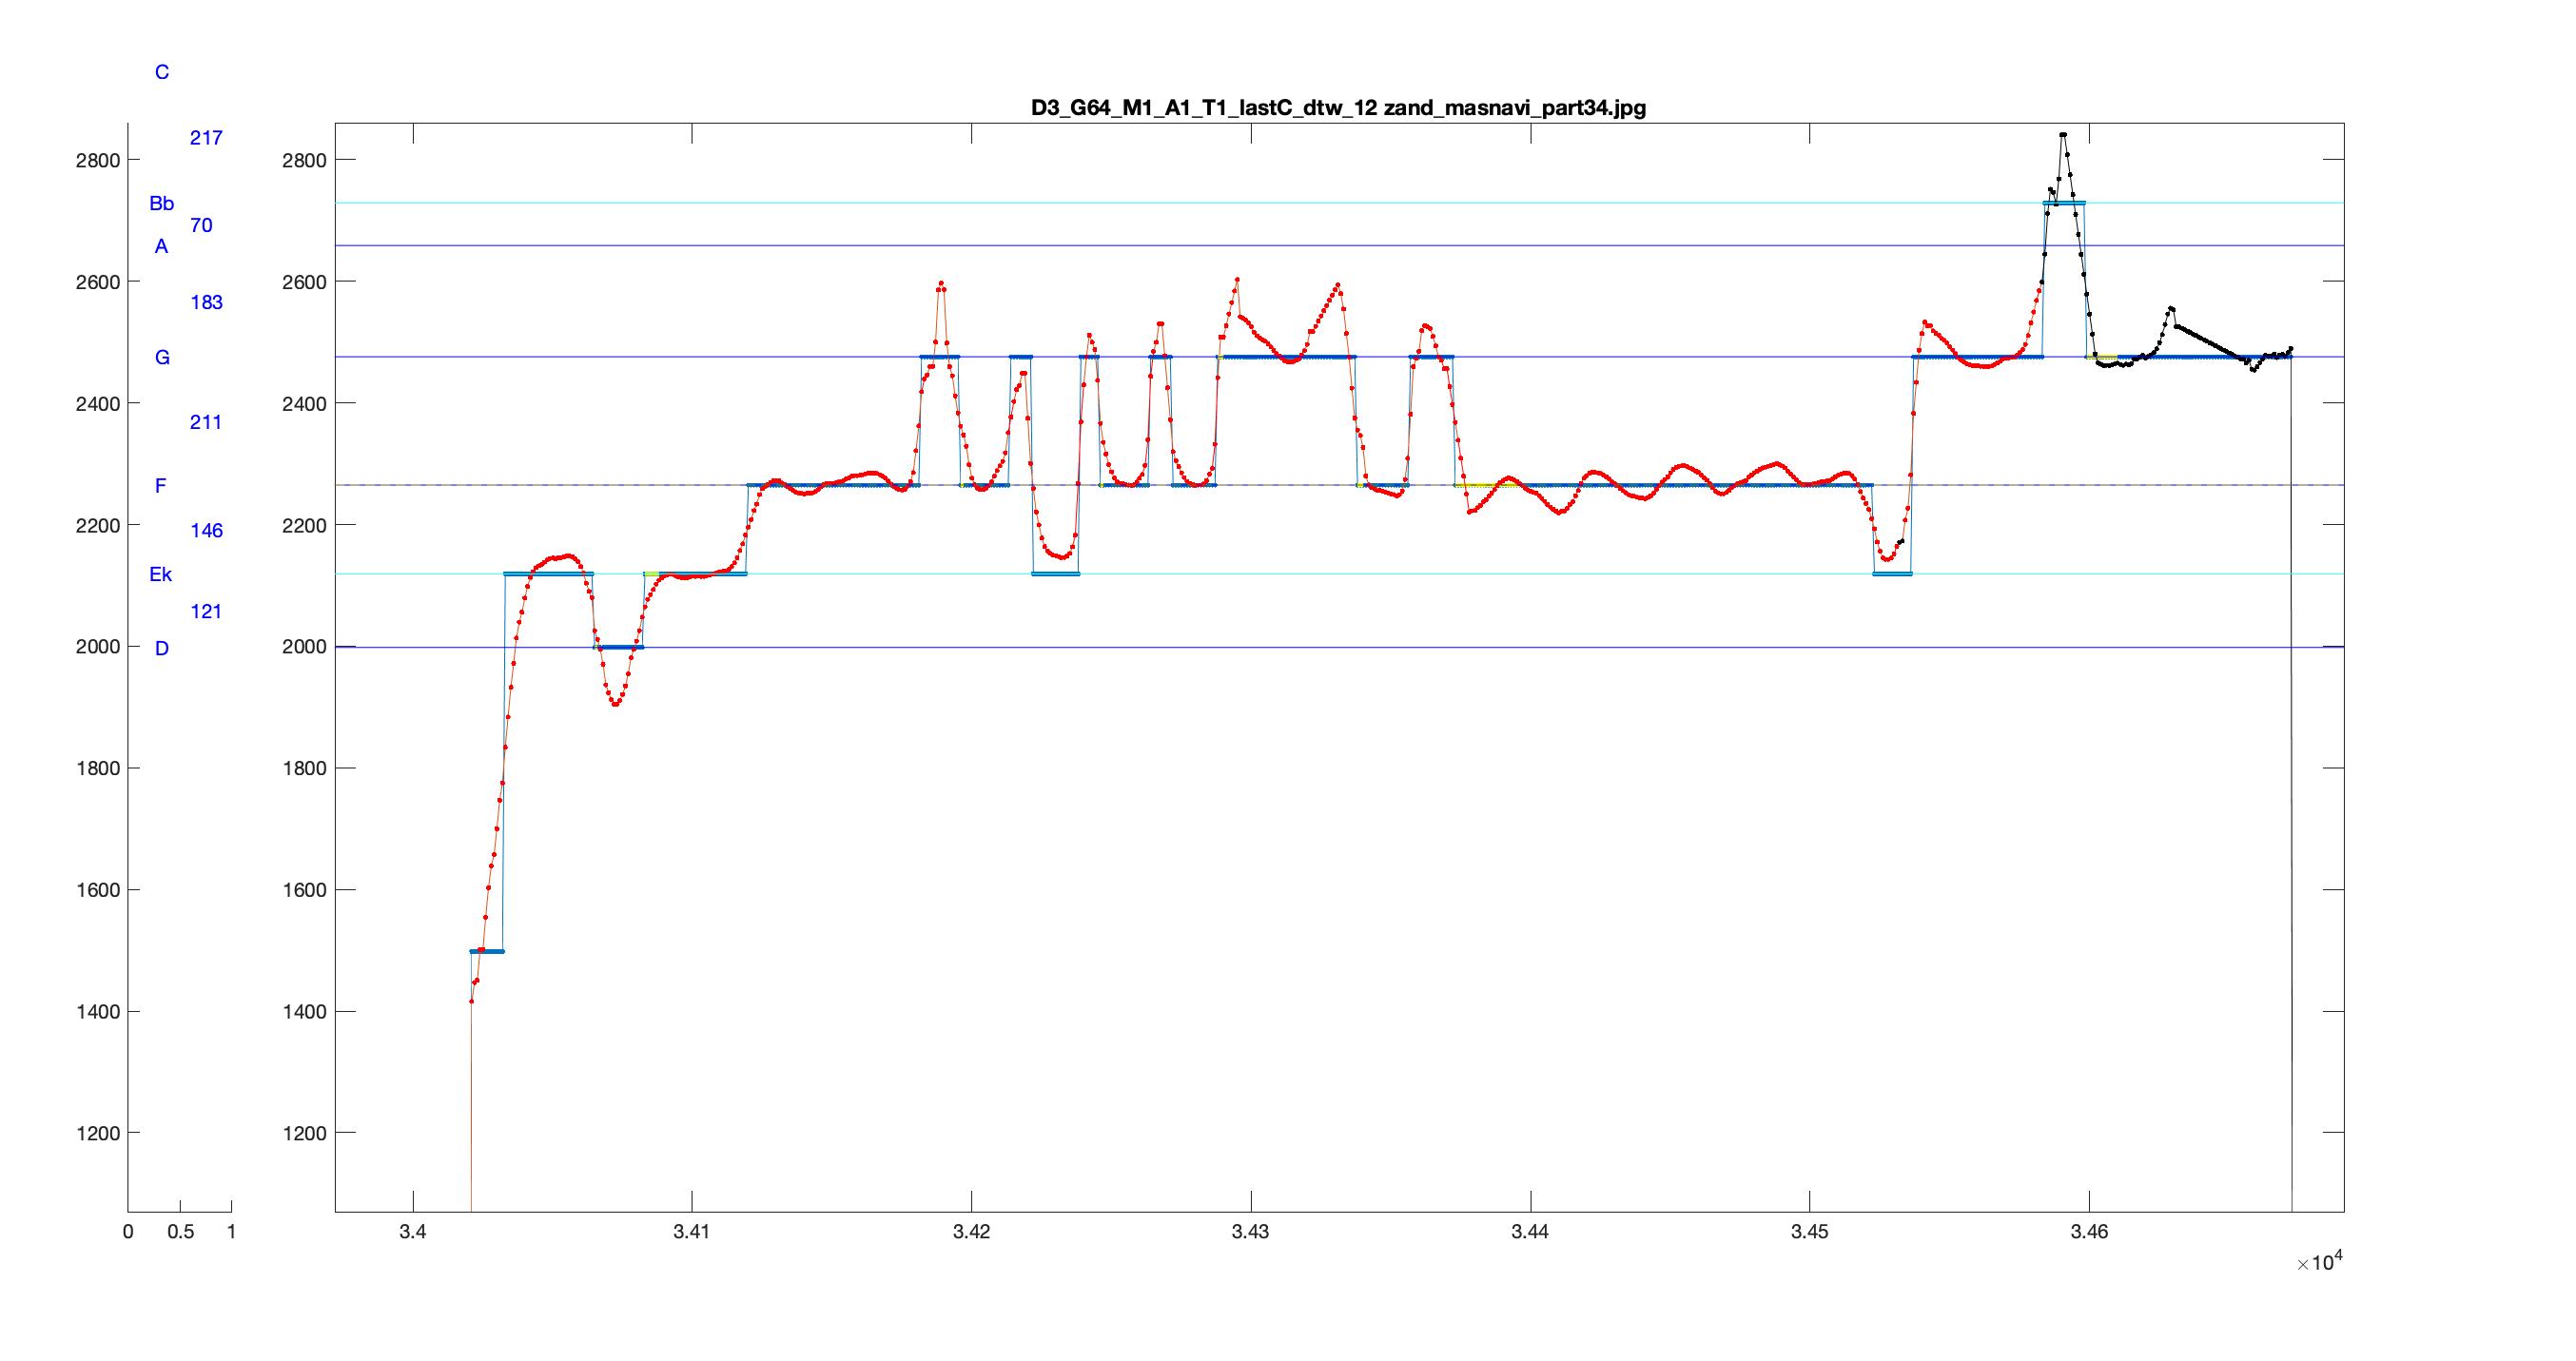 D3_G64_M1_A1_T1_lastC_dtw_12 zand_masnavi_part34.jpg
C
217
Bb
70
A
183
G
211
F
146
Ek
121
D
2800
2600
2400
2200
2000
1800
1600
1400
1200
0 0.5 1
2800
2600
2400
2200
2000
1800
1600
1400
1200
3.4 3.41 3.42 3.43 3.44 3.45 3.46
×10⁴